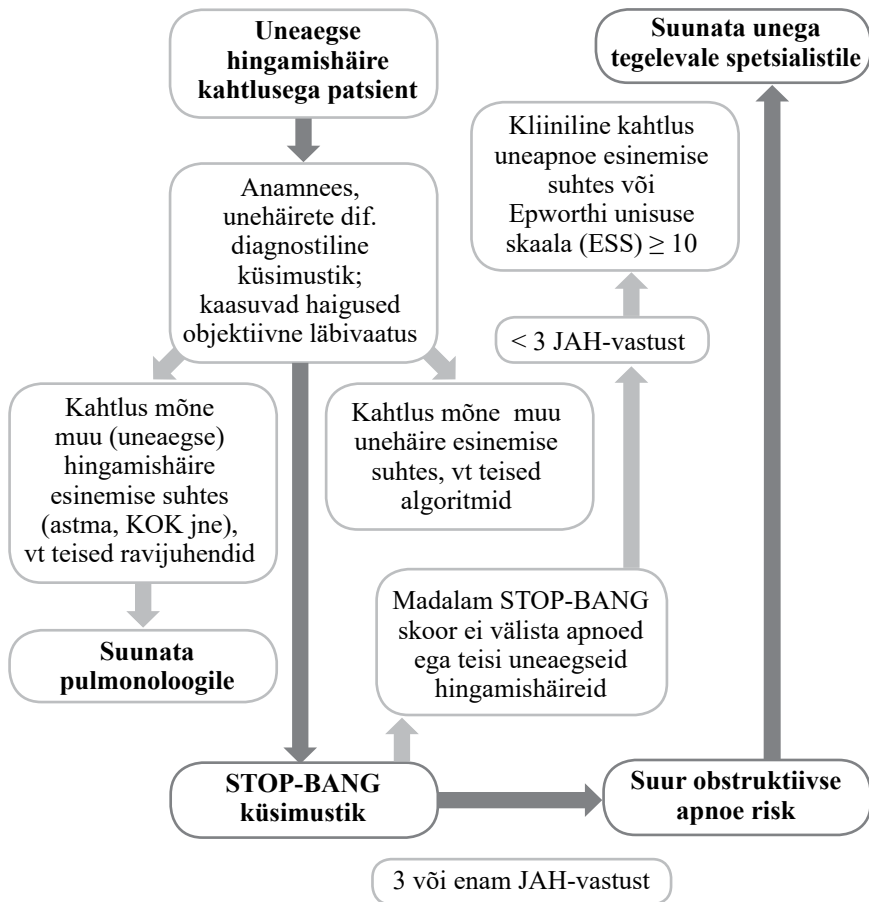 Uneaegse
hingamishäire
kahtlusega patsient
Suunata unega
tegelevale spetsialistile
Anamnees,
unehäirete dif.
diagnostiline
küsimustik;
kaasuvad haigused
objektiivne läbivaatus
Kliiniline kahtlus
uneapnoe esinemise
suhtes või
Epworthi unisuse
skaala (ESS) ≥ 10
< 3 JAH-vastust
Kahtlus mõne
muu (uneaegse)
hingamishäire
esinemise suhtes
(astma, KOK jne),
vt teised ravijuhendid
Kahtlus mõne  muu
unehäire esinemise
suhtes, vt teised
algoritmid
Suunata
pulmonoloogile
Madalam STOP-BANG
skoor ei välista apnoed
ega teisi uneaegseid
hingamishäireid
STOP-BANG
küsimustik
Suur obstruktiivse
apnoe risk
3 või enam JAH-vastust